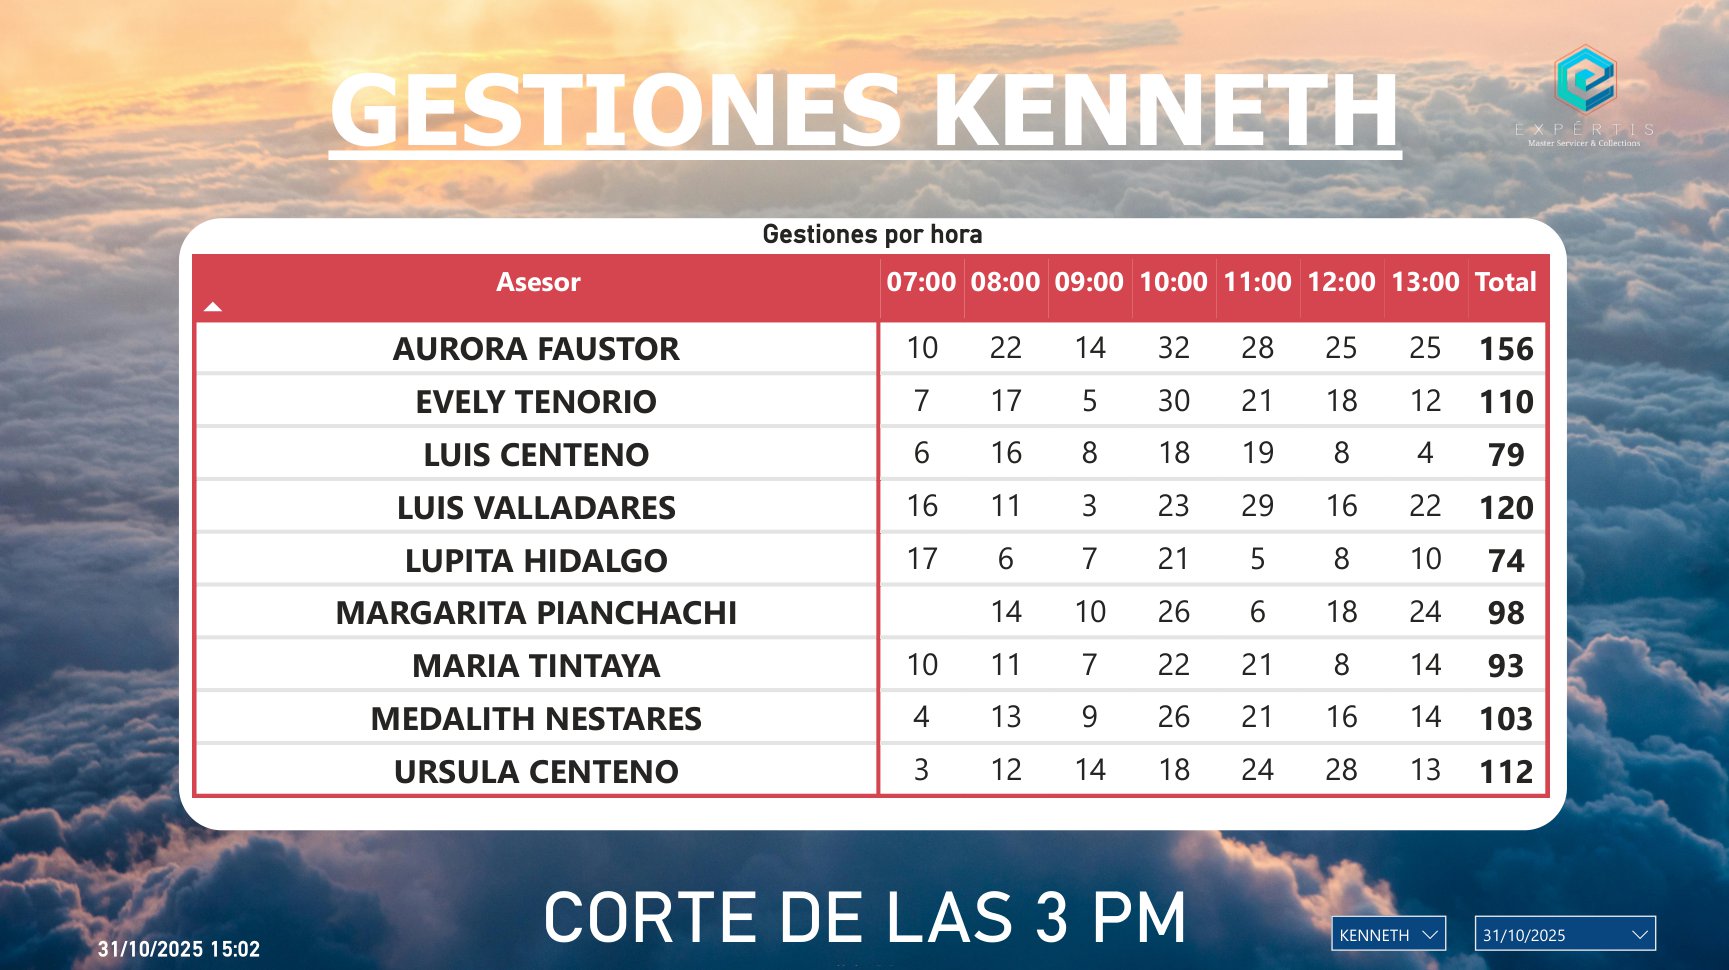 GESTIONES KENNETH
EXPÉRTIS
Master Servicer & Collections
Gestiones por hora
Asesor 07:00 08:00 09:00 10:00 11:00 12:00 13:00 Total
AURORA FAUSTOR 10 22 14 32 28 25 25 156
EVELY TENORIO 7 17 5 30 21 18 12 110
LUIS CENTENO 6 16 8 18 19 8 4 79
LUIS VALLADARES 16 11 3 23 29 16 22 120
LUPITA HIDALGO 17 6 7 21 5 8 10 74
MARGARITA PIANCHACHI 14 10 26 6 18 24 98
MARIA TINTAYA 10 11 7 22 21 8 14 93
MEDALITH NESTARES 4 13 9 26 21 16 14 103
URSULA CENTENO 3 12 14 18 24 28 13 112
CORTE DE LAS 3 PM
31/10/2025 15:02
KENNETH
31/10/2025